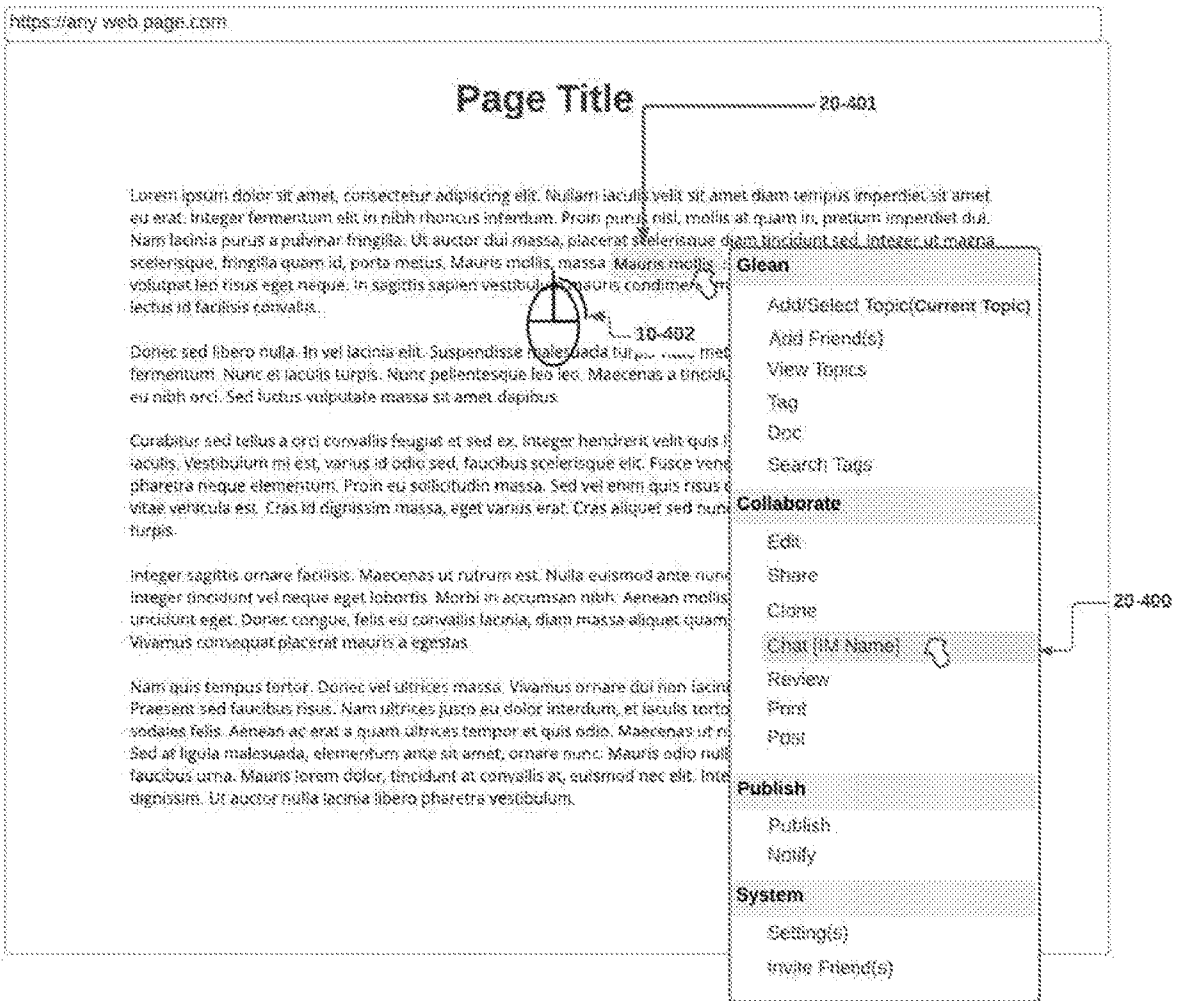 https://any web page.com
Page Title
20-401
Lorem ipsum dolor sit amet, consectetur adipiscing elit. Nullam iaculis velit sit amet diam tempus imperdiet sit amet
eu erat. Integer fermentum elit in nibh rhoncus interdum. Proin purus nisl, mollis at quam in, pretium imperdiet dui.
Nam lacinia purus a pulvinar fringilla. Ut auctor dui massa, placerat scelerisque diam tincidunt sed. Integer ut magna
scelerisque, fringilla quam id, porta metus. Mauris mollis, massa Mauris mollis
volutpat leo risus eget neque. In sagittis sapien vestibulum mauris condimen
lectus id facilisis convallis.
10-402
Donec sed libero nulla. In vel lacinia elit. Suspendisse malesuada met
fermentum. Nunc et iaculis turpis. Nunc pellentesque leo leo. Maecenas a tincidu
eu nibh orci. Sed luctus vulputate massa sit amet dapibus.
Curabitur sed tellus a orci convallis feugiat et sed ex. Integer hendrerit velit quis
iaculis. Vestibulum mi est, varius id odio sed, faucibus scelerisque elit. Fusce vene
pharetra neque elementum. Proin eu sollicitudin massa. Sed vel enim quis risus
vitae vehicula est. Cras id dignissim massa, eget varius erat. Cras aliquet sed nunc
turpis.
Integer sagittis ornare facilisis. Maecenas ut rutrum est. Nulla euismod ante nunc
integer tincidunt vel neque eget lobortis. Morbi in accumsan nibh. Aenean mollis
tincidunt eget. Donec congue, felis eu convallis lacinia, diam massa aliquet quam
Vivamus consequat placerat mauris a egestas.
Nam quis tempus tortor. Donec vel ultrices massa. Vivamus ornare dui non lacin
Praesent sed faucibus risus. Nam ultrices justo eu dolor interdum, et iaculis torto
sodales felis. Aenean ac erat a quam ultrices tempor et quis odio. Maecenas ut
Sed at ligula malesuada, elementum ante sit amet, ornare nunc. Mauris odio null
faucibus urna. Mauris lorem dolor, tincidunt at convallis at, euismod nec elit. Inte
dignissim. Ut auctor nulla lacinia libero pharetra vestibulum.
Glean
Add/Select Topic(Current Topic)
Add Friend(s)
View Topics
Tag
Doc
Search Tags
Collaborate
Edit
Share
Clone
Chat [IM Name]
Review
Print
Post
Publish
Publish
Notify
System
Setting(s)
Invite Friend(s)
20-400